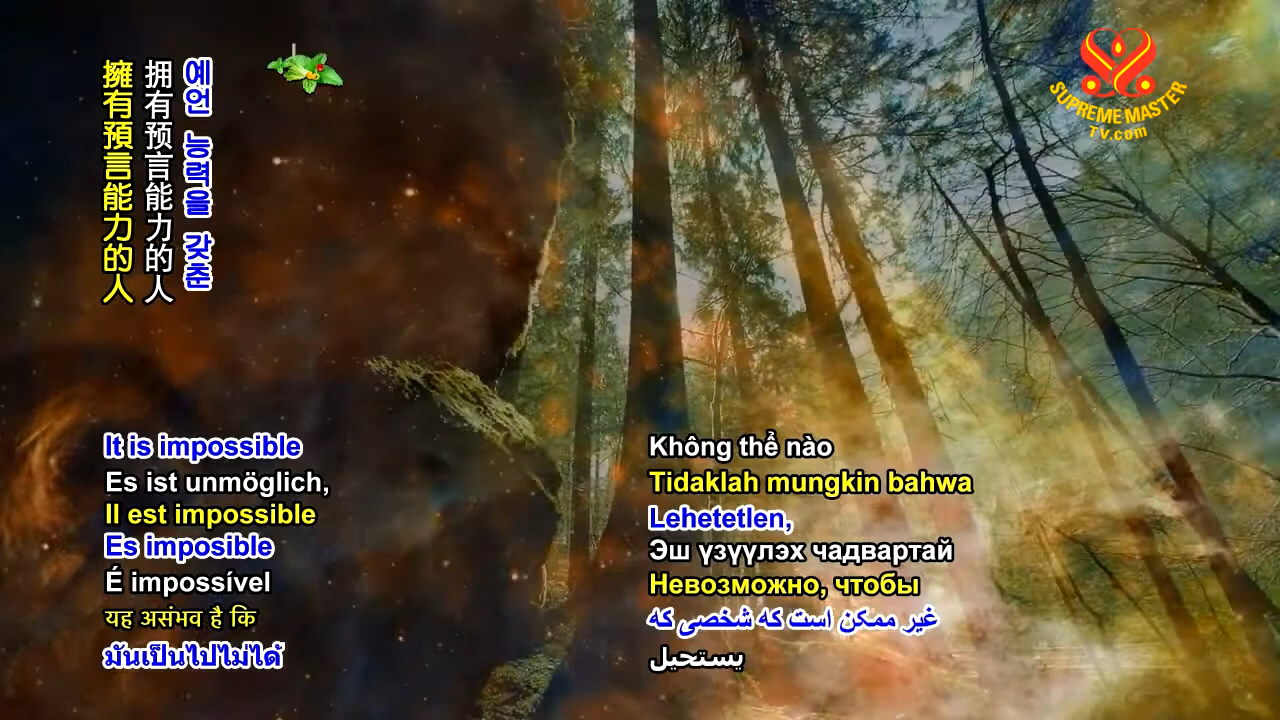 擁有預言能力的人
拥有预言能力的人
예언 능력을 갖춘
SUPREME MASTER
TV.com
It is impossible
Es ist unmöglich,
Il est impossible
Es imposible
É impossível
यह असंभव है कि
มันเป็นไปไม่ได้
Không thể nào
Tidaklah mungkin bahwa
Lehetetlen,
Эш үзүүлэх чадвартай
Невозможно, чтобы
غیر ممکن است که شخصی که
يستحيل